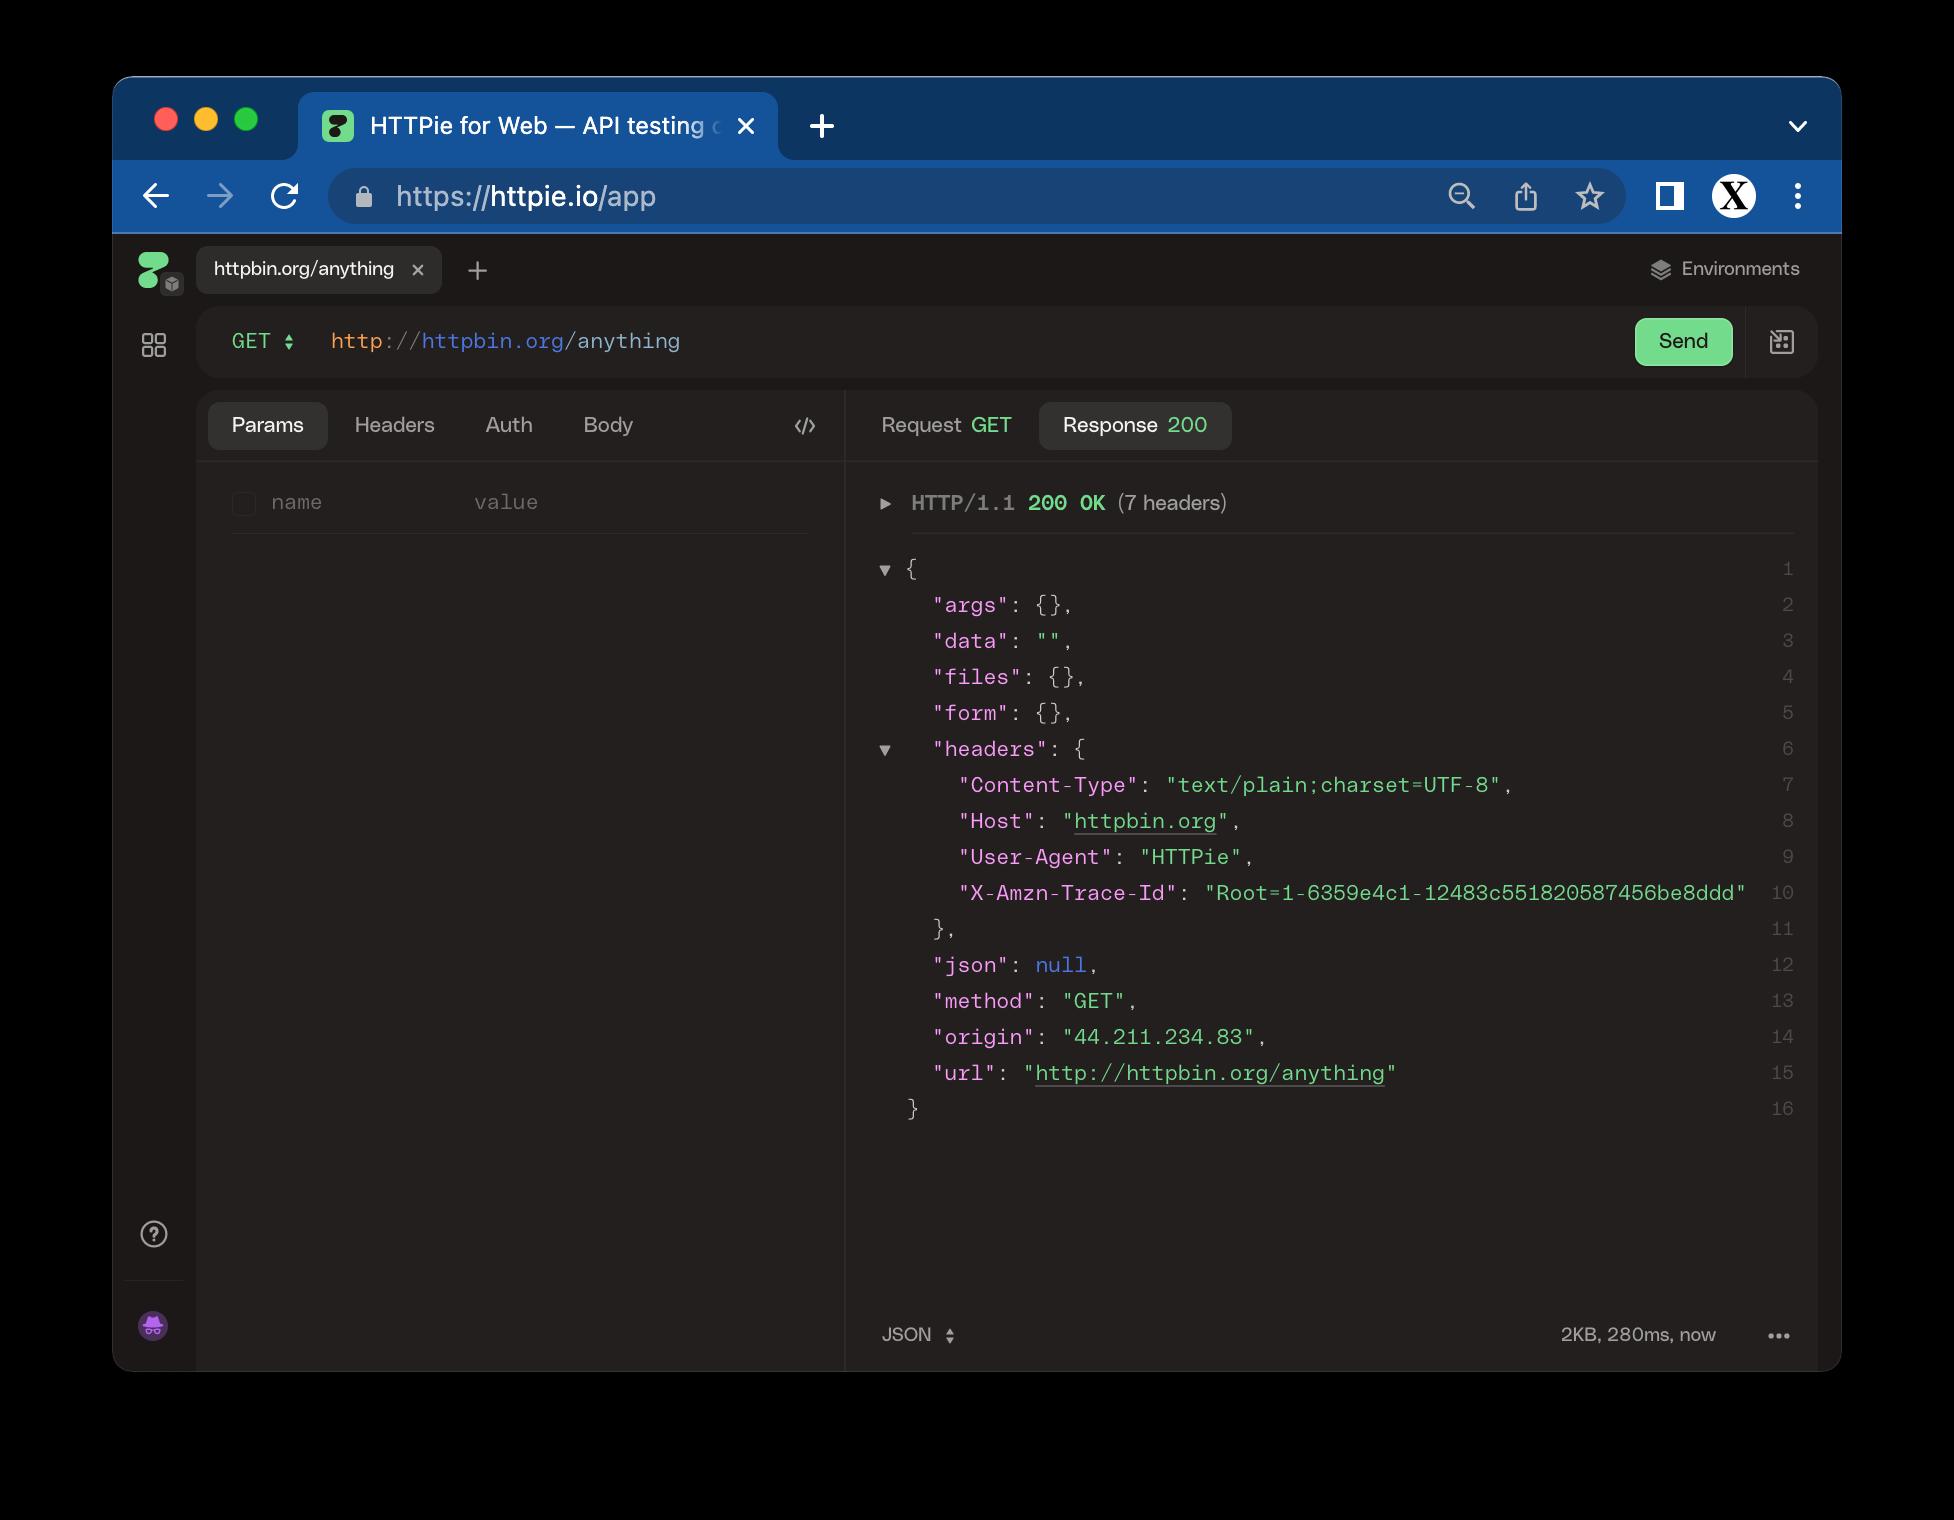 HTTPie for Web — API testing
https://httpie.io/app
X
httpbin.org/anything
Environments
GET http://httpbin.org/anything
Send
Params Headers Auth Body </>
Request GET Response 200
name value
HTTP/1.1 200 OK (7 headers)
{ 1
"args": {}, 2
"data": "", 3
"files": {}, 4
"form": {}, 5
"headers": { 6
"Content-Type": "text/plain;charset=UTF-8", 7
"Host": "httpbin.org", 8
"User-Agent": "HTTPie", 9
"X-Amzn-Trace-Id": "Root=1-6359e4c1-12483c551820587456be8ddd" 10
}, 11
"json": null, 12
"method": "GET", 13
"origin": "44.211.234.83", 14
"url": "http://httpbin.org/anything" 15
} 16
JSON
2KB, 280ms, now